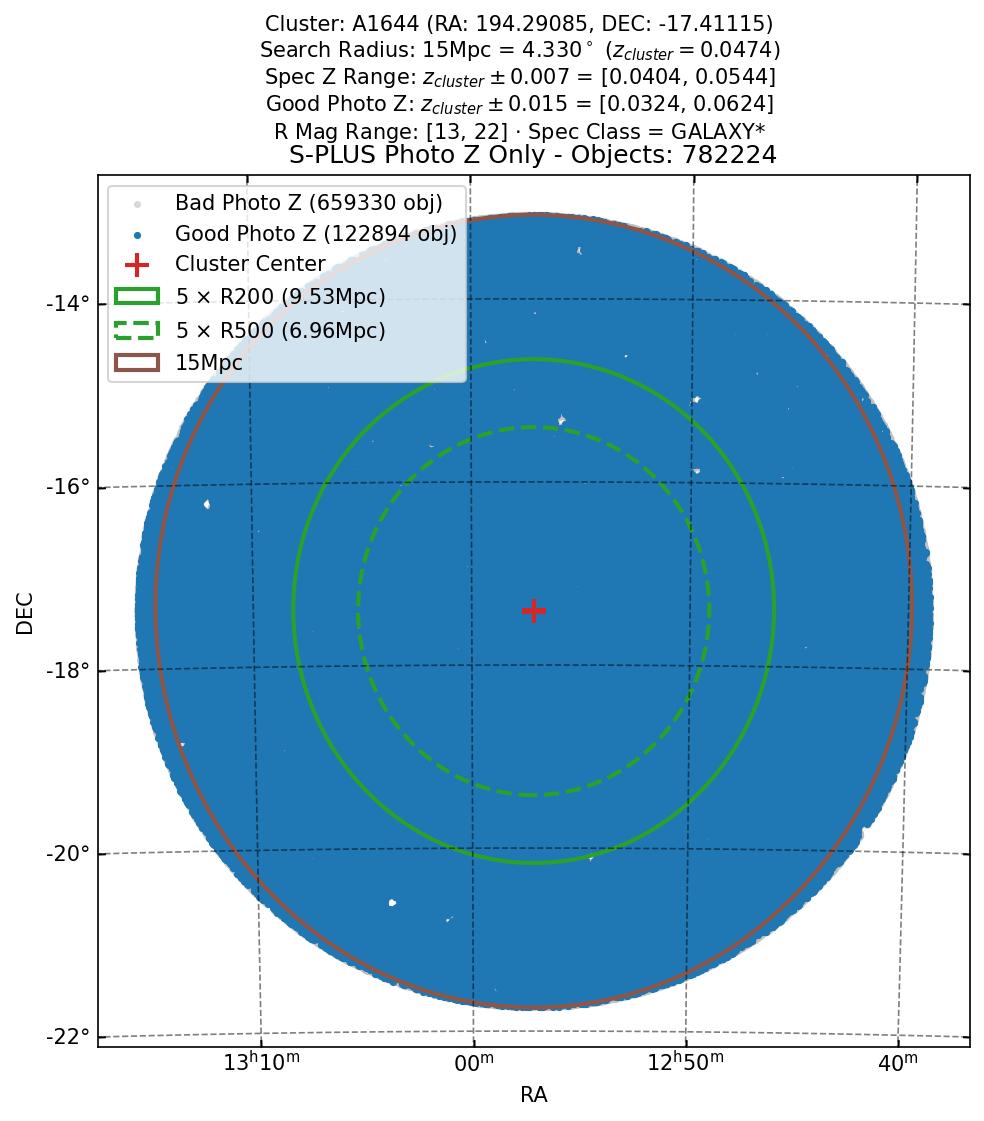 Cluster: A1644 (RA: 194.29085, DEC: -17.41115)
Search Radius: 15Mpc = 4.330° (z_cluster = 0.0474)
Spec Z Range: z_cluster ± 0.007 = [0.0404, 0.0544]
Good Photo Z: z_cluster ± 0.015 = [0.0324, 0.0624]
R Mag Range: [13, 22] · Spec Class = GALAXY*
S-PLUS Photo Z Only - Objects: 782224
Bad Photo Z (659330 obj)
Good Photo Z (122894 obj)
Cluster Center
5 × R200 (9.53Mpc)
5 × R500 (6.96Mpc)
15Mpc
-14°
-16°
-18°
-20°
-22°
DEC
13h10m 00m 12h50m 40m
RA